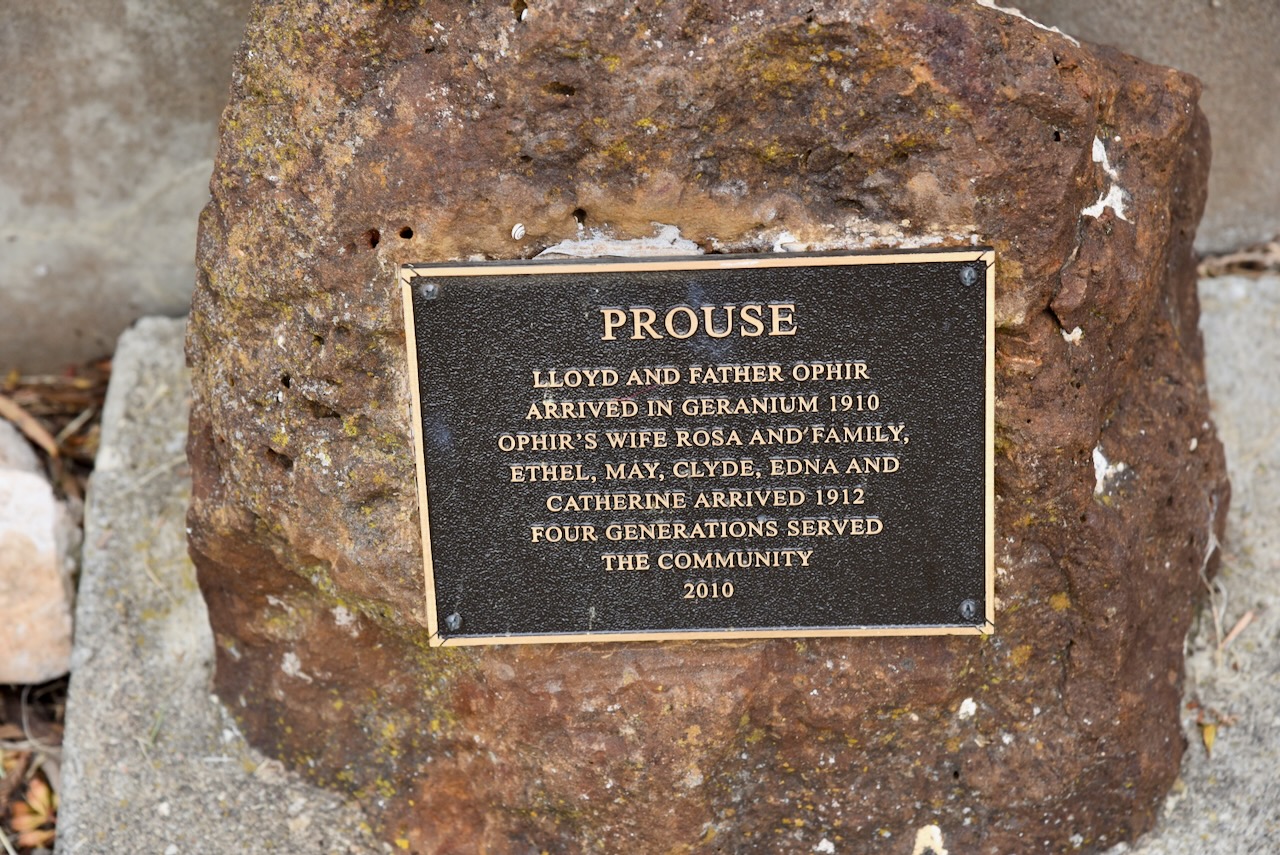 PROUSE
LLOYD AND FATHER OPHIR
ARRIVED IN GERANIUM 1910
OPHIR'S WIFE ROSA AND FAMILY,
ETHEL, MAY, CLYDE, EDNA AND
CATHERINE ARRIVED 1912
FOUR GENERATIONS SERVED
THE COMMUNITY
2010